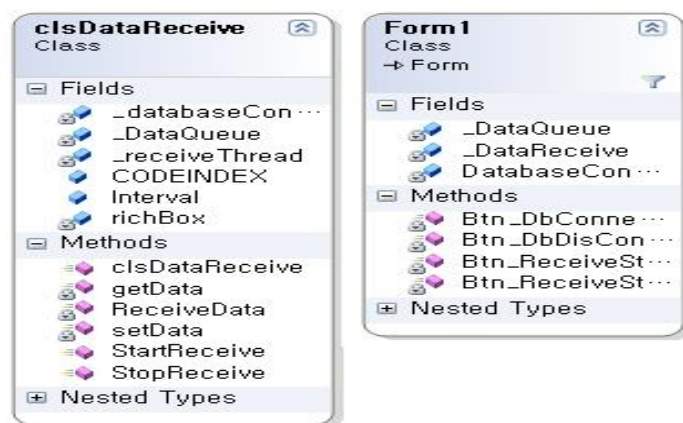 clsDataReceive
Class
Fields
_databaseCon...
_DataQueue
_receiveThread
CODEINDEX
Interval
richBox
Methods
clsDataReceive
getData
ReceiveData
setData
StartReceive
StopReceive
Nested Types
Form1
Class
Form
Fields
_DataQueue
_DataReceive
DatabaseCon...
Methods
Btn_DbConne...
Btn_DbDisCon...
Btn_ReceiveSt...
Btn_ReceiveSt...
Nested Types